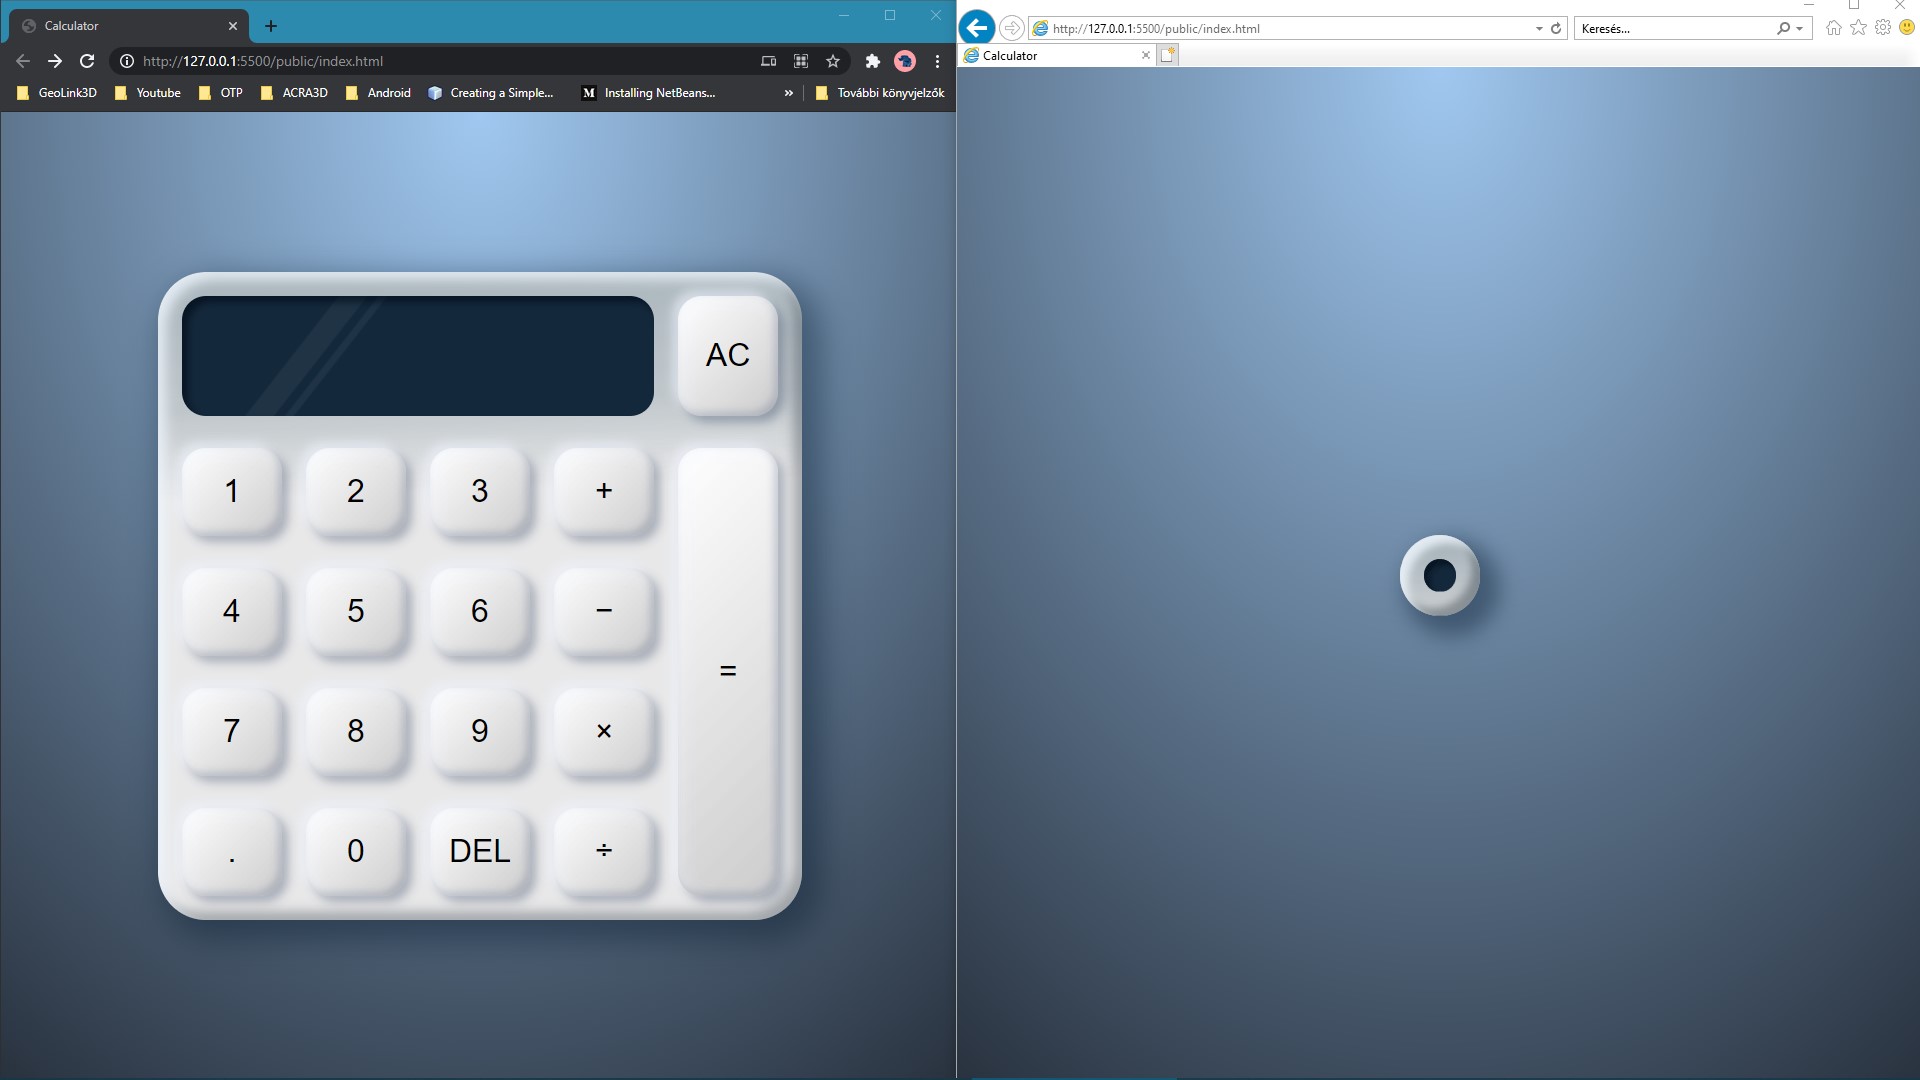 Calculator
http://127.0.0.1:5500/public/index.html
GeoLink3D Youtube OTP ACRA3D Android Creating a Simple... M Installing NetBeans... » További könyvjelzők
AC
1 2 3 +
4 5 6 −
=
7 8 9 ×
. 0 DEL ÷
http://127.0.0.1:5500/public/index.html Keresés...
Calculator